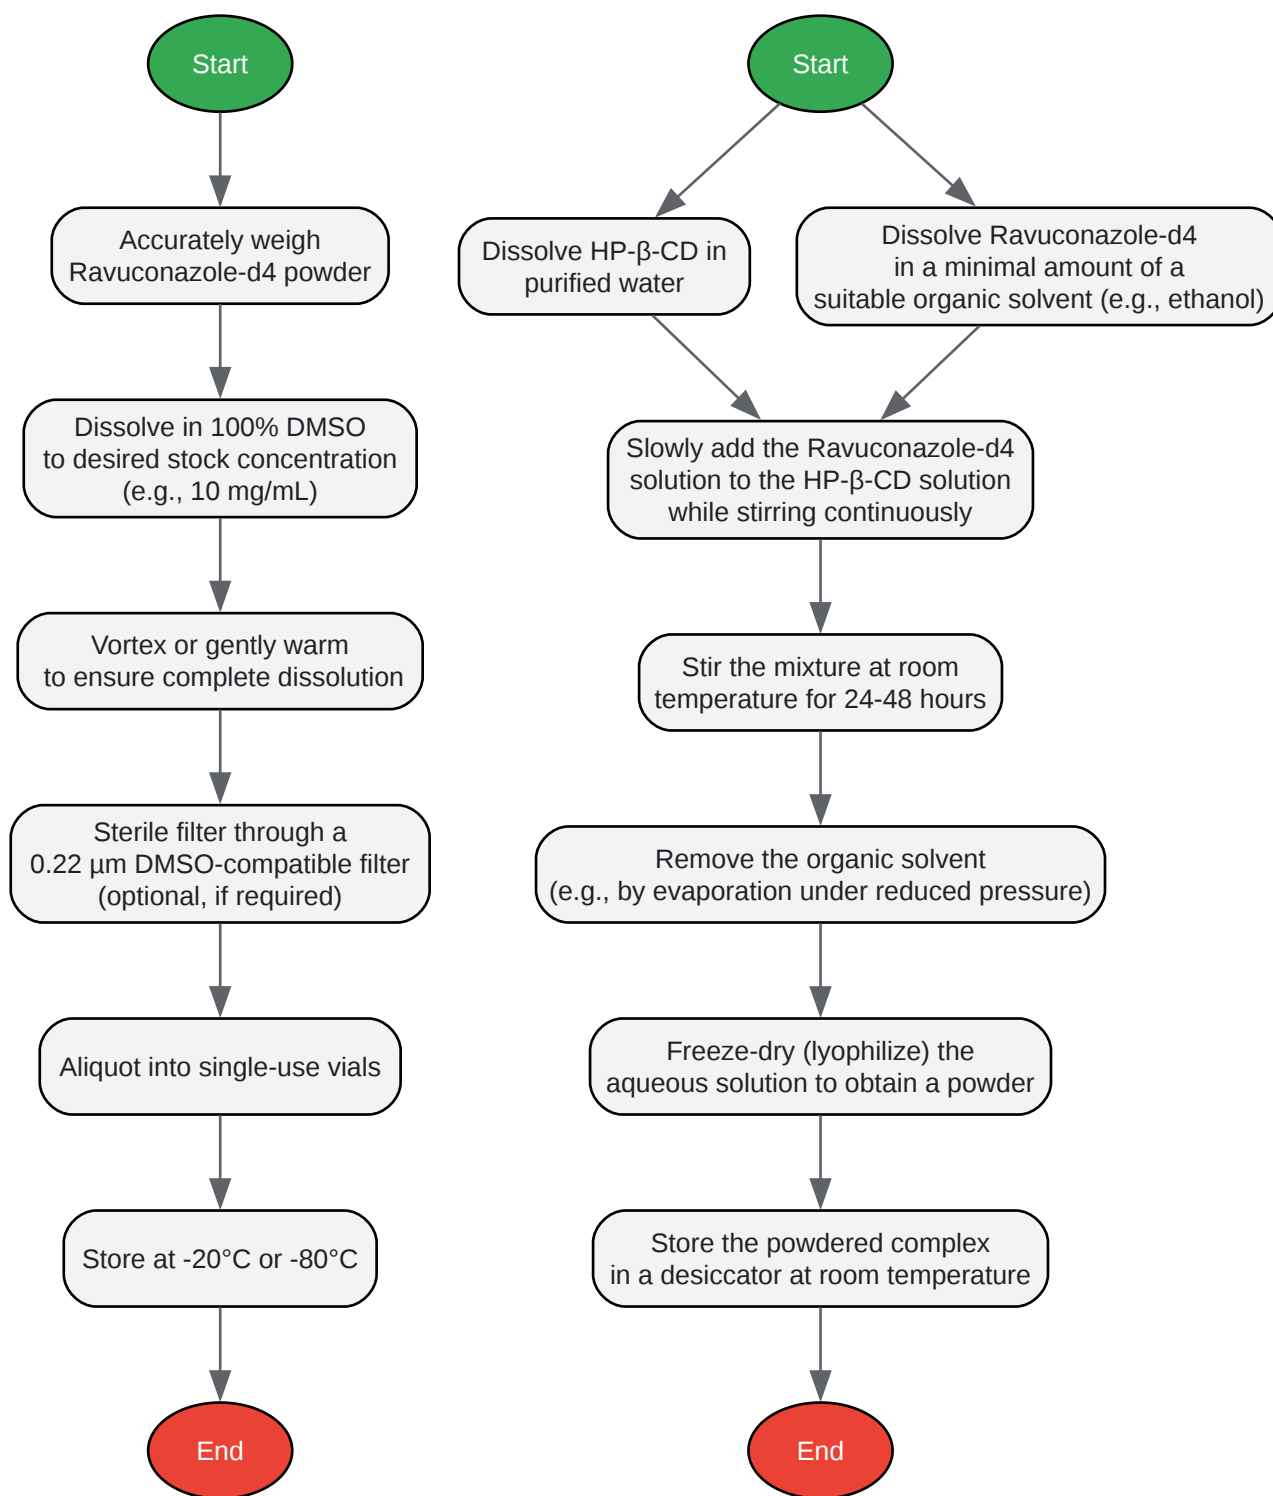 Start
Accurately weigh
Ravuconazole-d4 powder
Dissolve in 100% DMSO
to desired stock concentration
(e.g., 10 mg/mL)
Vortex or gently warm
to ensure complete dissolution
Sterile filter through a
0.22 µm DMSO-compatible filter
(optional, if required)
Aliquot into single-use vials
Store at -20°C or -80°C
End
Start
Dissolve HP-β-CD in
purified water
Dissolve Ravuconazole-d4
in a minimal amount of a
suitable organic solvent (e.g., ethanol)
Slowly add the Ravuconazole-d4
solution to the HP-β-CD solution
while stirring continuously
Stir the mixture at room
temperature for 24-48 hours
Remove the organic solvent
(e.g., by evaporation under reduced pressure)
Freeze-dry (lyophilize) the
aqueous solution to obtain a powder
Store the powdered complex
in a desiccator at room temperature
End